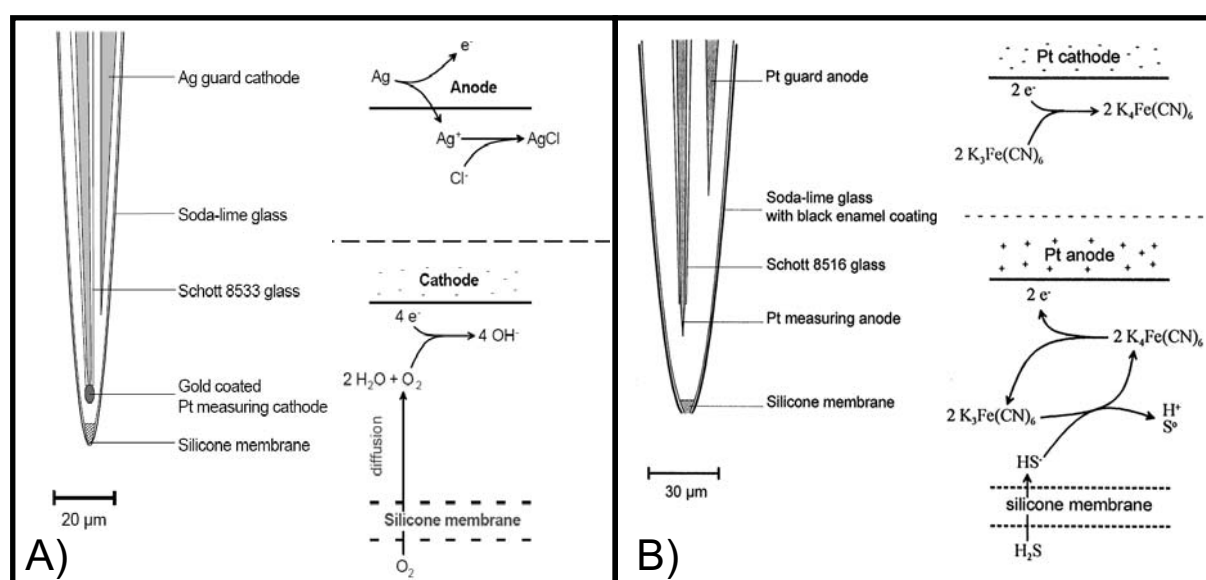 Ag guard cathode
Soda-lime glass
Schott 8533 glass
Gold coated
Pt measuring cathode
Silicone membrane
20 µm
A)
e⁻
Ag
Anode
Ag⁺
AgCl
Cl⁻
Cathode
4 e⁻
4 OH⁻
2 H₂O + O₂
diffusion
Silicone membrane
O₂
Pt guard anode
Soda-lime glass
with black enamel coating
Schott 8516 glass
Pt measuring anode
Silicone membrane
30 µm
B)
Pt cathode
2 e⁻
2 K₄Fe(CN)₆
2 K₃Fe(CN)₆
Pt anode
2 e⁻
2 K₄Fe(CN)₆
2 K₃Fe(CN)₆
H⁺
S⁰
HS⁻
silicone membrane
H₂S